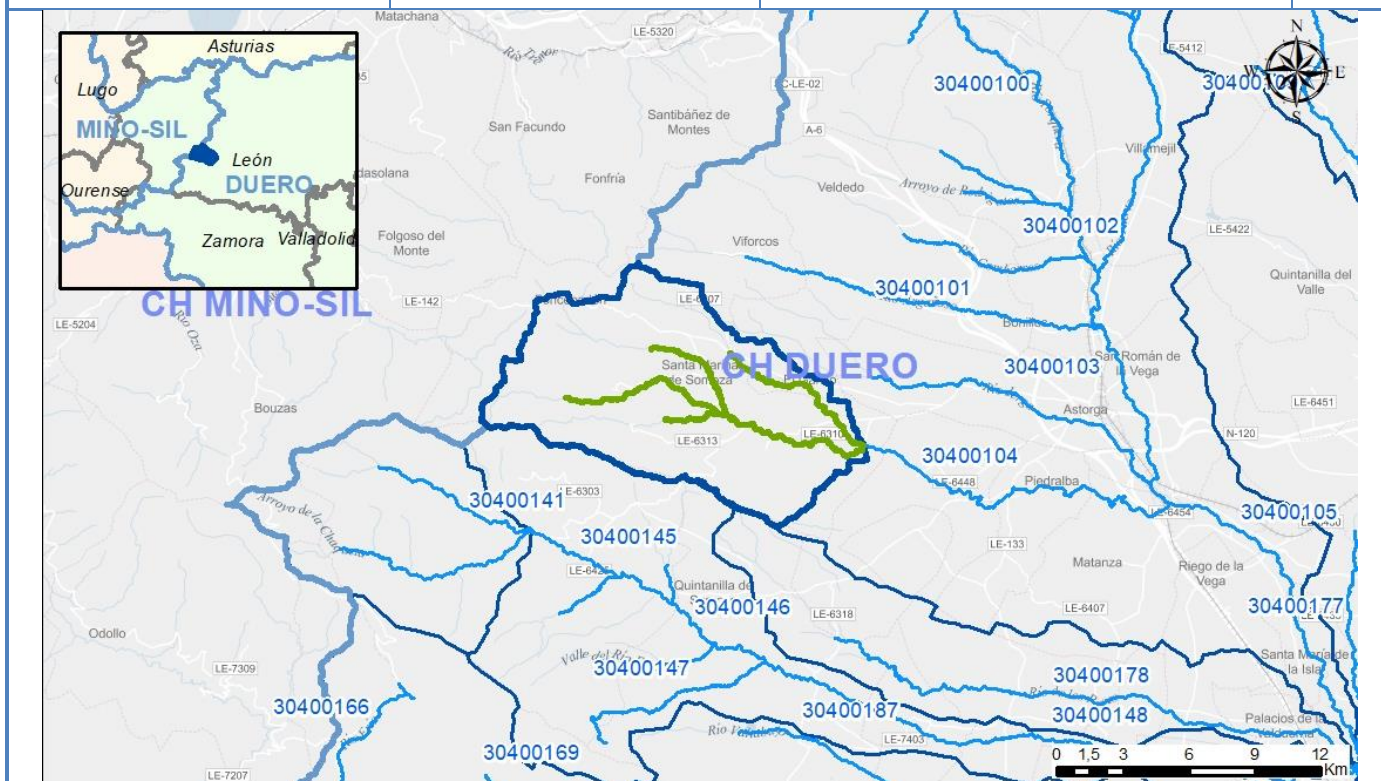 Matachana
LE-5320
LE-5412
N
W
E
S
Asturias
Lugo
MIÑO-SIL
León
DUERO
Ourense
Zamora
Valladolid
CH MIÑO-SIL
CH DUERO
30400100
CC-LE-02
A-6
San Facundo
Santibáñez de
Montes
Villamejil
Fonfría
Veldedo
Arroyo de
30400102
LE-5422
Folgoso del
Monte
Viforcos
Quintanilla del
Valle
LE-142
30400101
LE-5204
Río Oza
30400103
San Román de
la Vega
Santa Marina
de Somoza
Bouzas
Astorga
LE-6451
N-120
LE-6313
LE-6310
30400104
LE-6448
Piedralba
30400141
LE-6303
LE-6454
30400105
Arroyo de la
30400145
LE-133
Matanza
Riego de la
Vega
Quintanilla de
30400146
LE-6318
LE-6407
30400177
Odollo
LE-7309
Valle del Río
30400147
Santa María de
la Isla
30400178
30400166
30400187
30400148
Palacios de la
Valduerna
LE-7403
30400169
LE-7207
0 1,5 3 6 9 12
Km